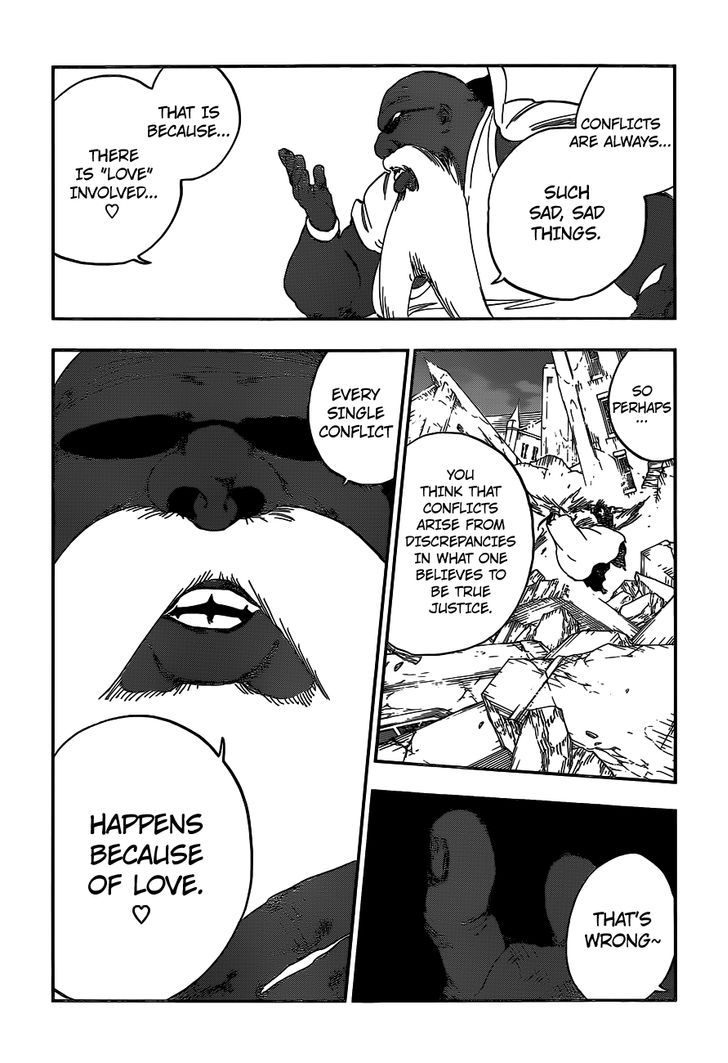 CONFLICTS
ARE ALWAYS...
SUCH
SAD, SAD
THINGS.
THAT IS
BECAUSE...
THERE
IS "LOVE"
INVOLVED...
♡
SO
PERHAPS
...
YOU
THINK THAT
CONFLICTS
ARISE FROM
DISCREPANCIES
IN WHAT ONE
BELIEVES TO
BE TRUE
JUSTICE.
THAT'S
WRONG~
EVERY
SINGLE
CONFLICT
HAPPENS
BECAUSE
OF LOVE.
♡